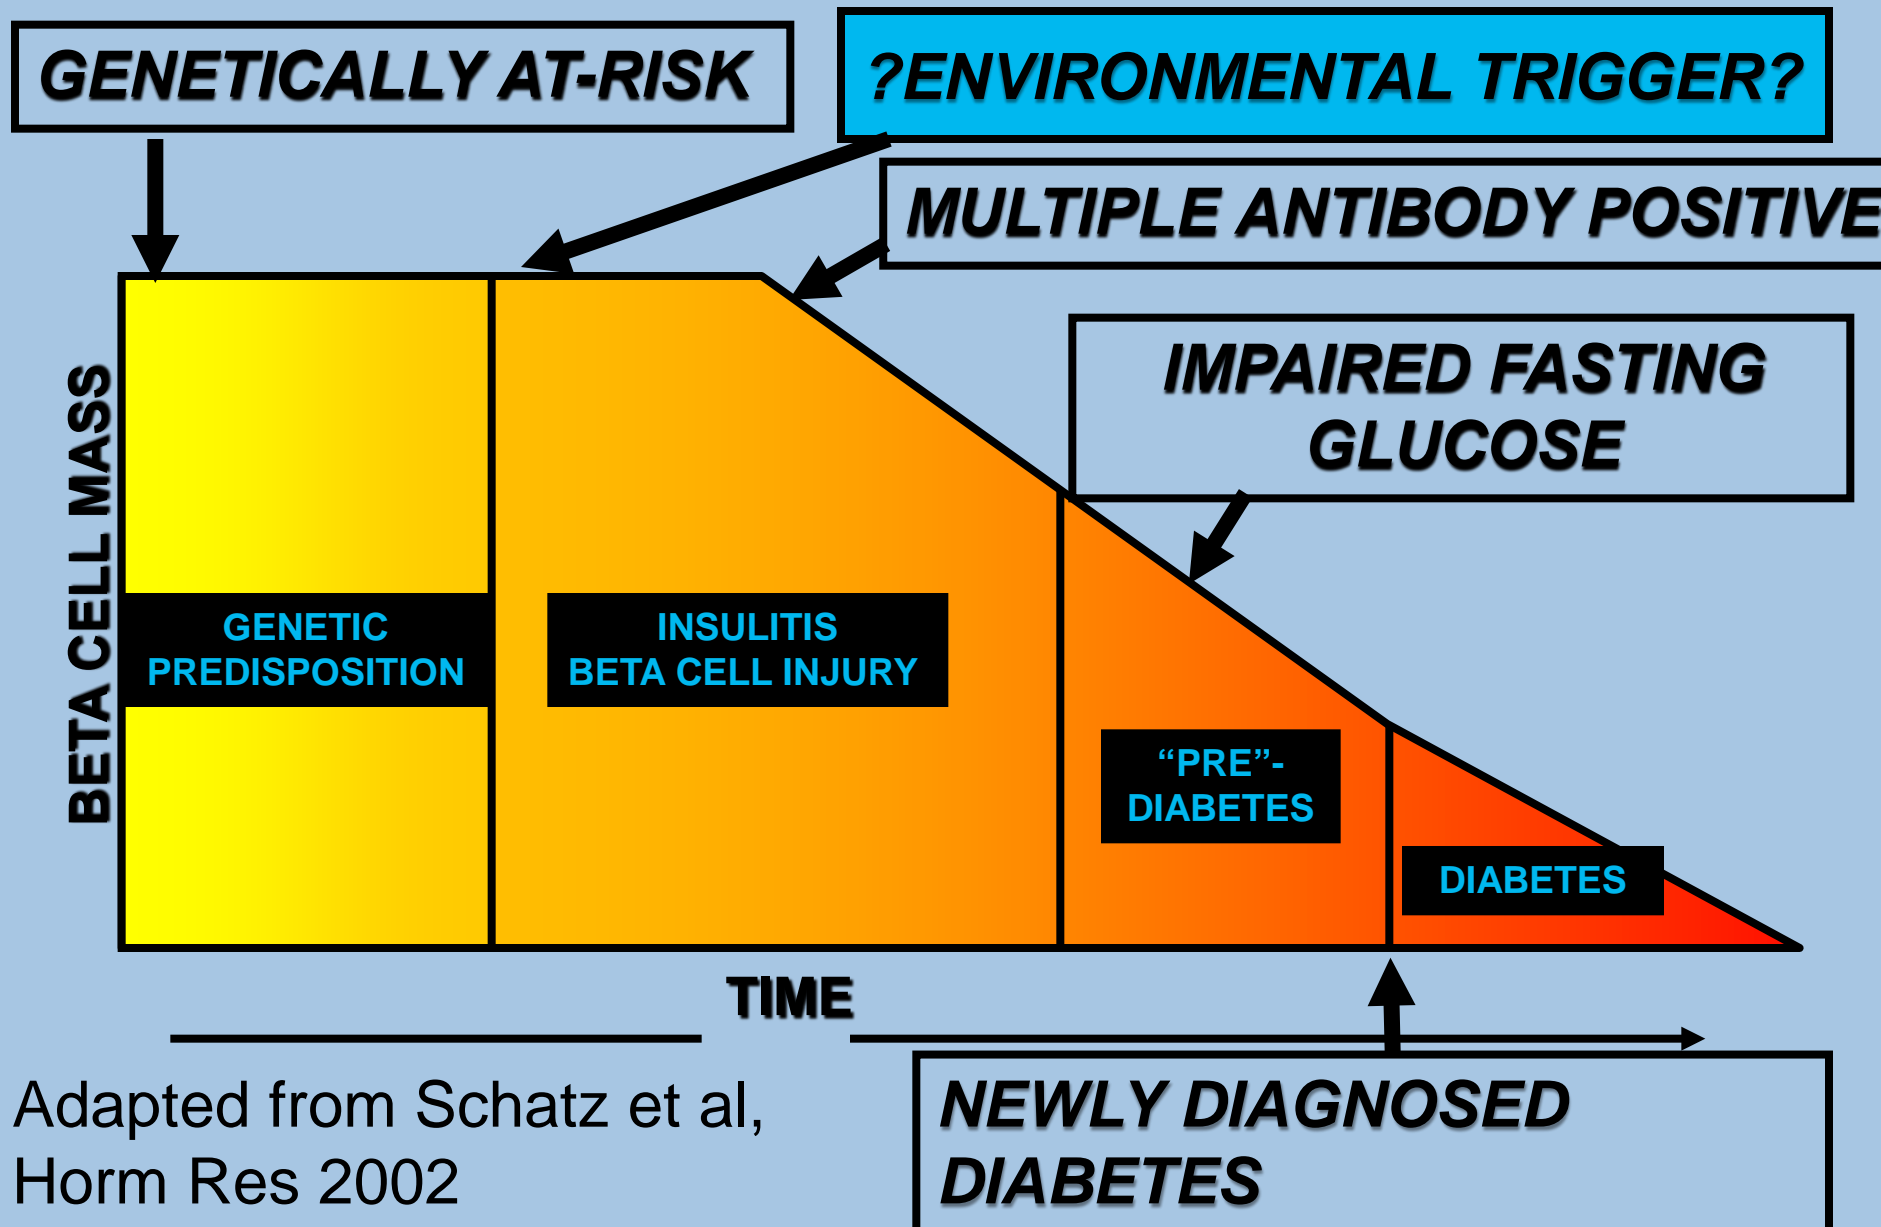 GENETICALLY AT-RISK
?ENVIRONMENTAL TRIGGER?
MULTIPLE ANTIBODY POSITIVE
IMPAIRED FASTING
GLUCOSE
BETA CELL MASS
GENETIC
PREDISPOSITION
INSULITIS
BETA CELL INJURY
“PRE”-
DIABETES
DIABETES
TIME
Adapted from Schatz et al,
Horm Res 2002
NEWLY DIAGNOSED
DIABETES